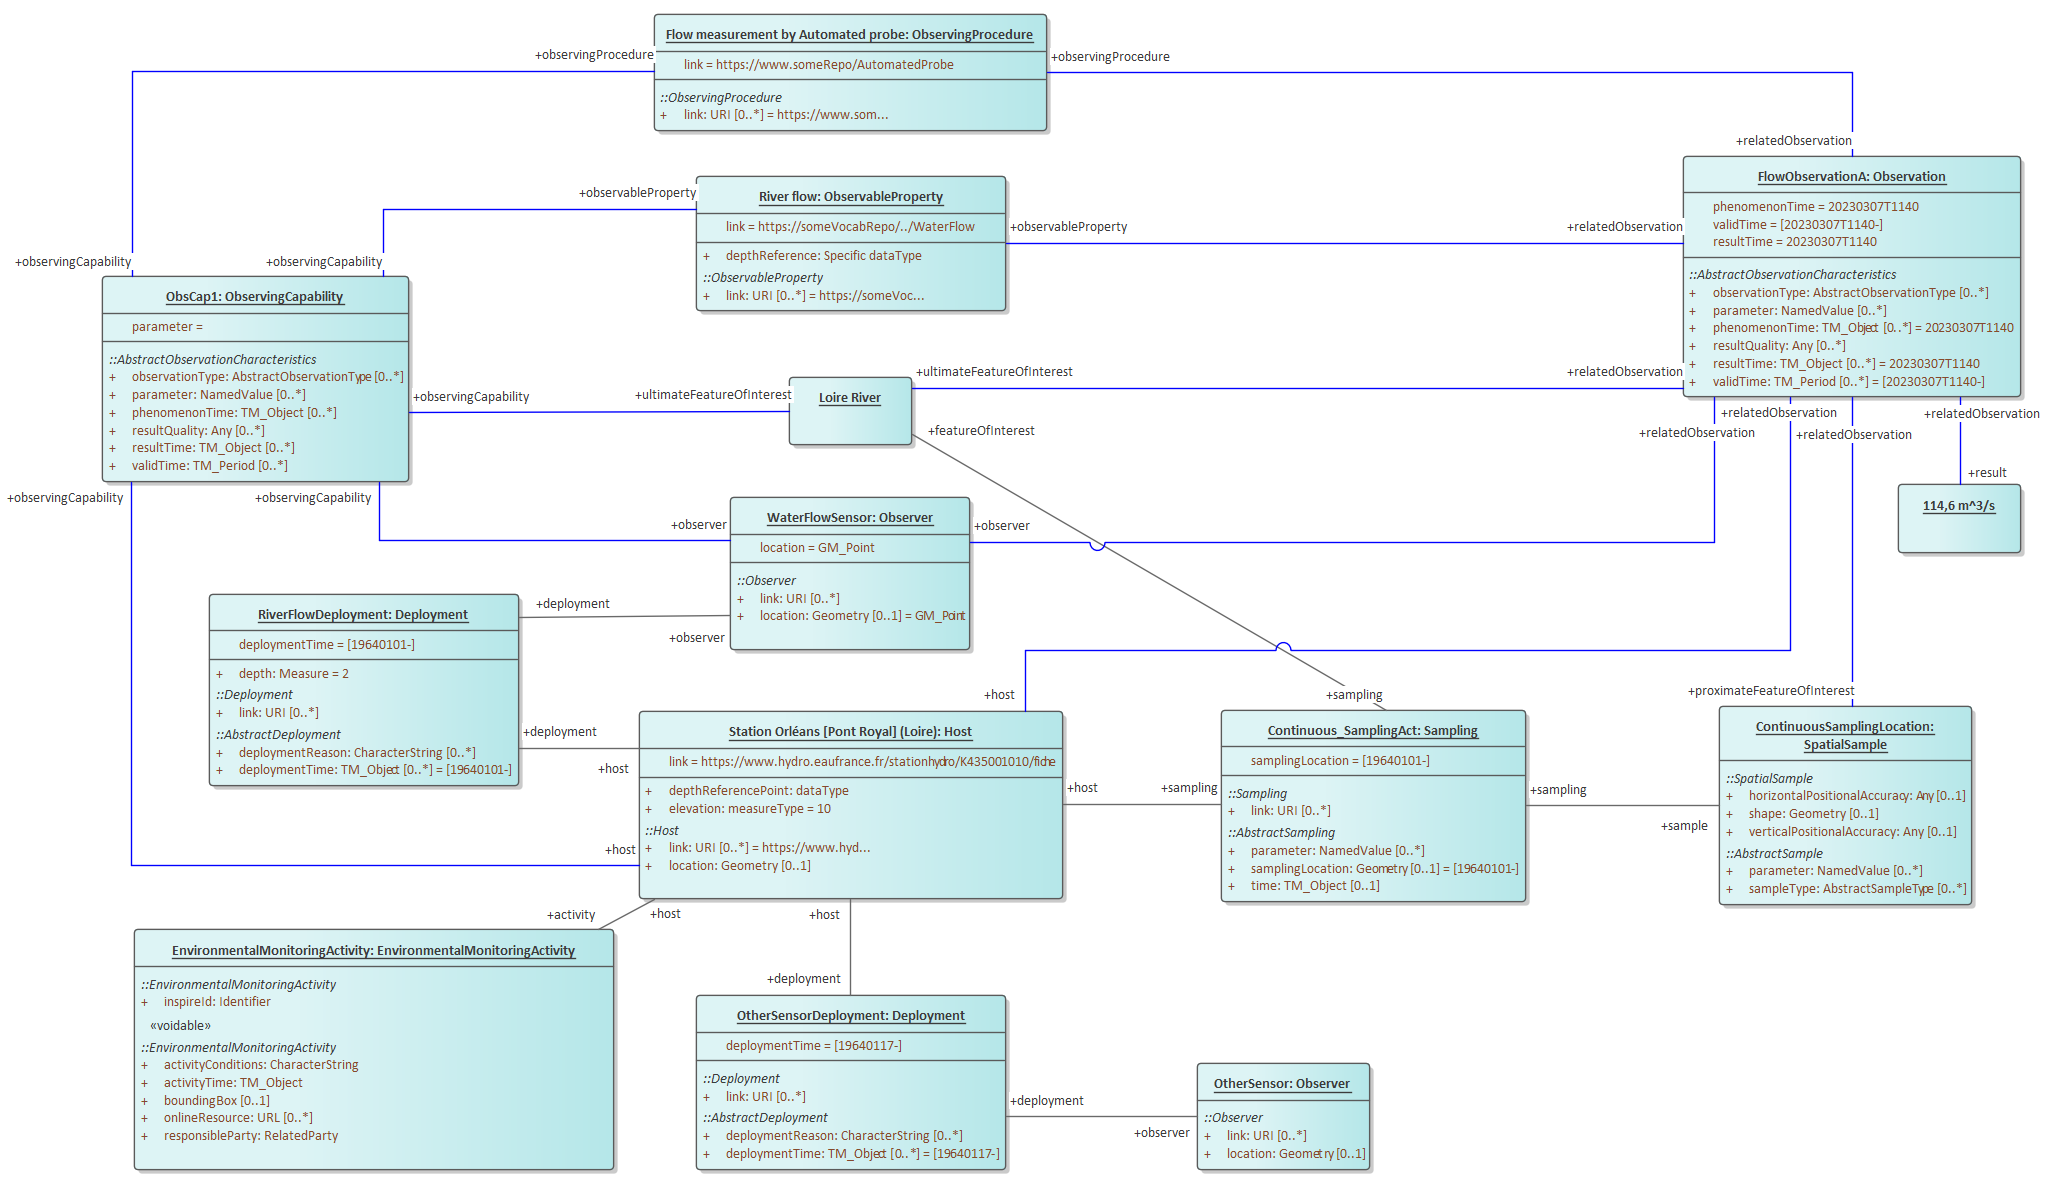 Flow measurement by Automated probe: ObservingProcedure
link = https://www.someRepo/AutomatedProbe
::ObservingProcedure
+ link: URI [0..*] = https://www.som...
+observingProcedure
+observingProcedure
+relatedObservation
+observableProperty
River flow: ObservableProperty
link = https://someVocabRepo/../WaterFlow
+ depthReference: Specific dataType
::ObservableProperty
+ link: URI [0..*] = https://someVoc...
+observableProperty
+relatedObservation
FlowObservationA: Observation
phenomenonTime = 20230307T1140
validTime = [20230307T1140-]
resultTime = 20230307T1140
::AbstractObservationCharacteristics
+ observationType: AbstractObservationType [0..*]
+ parameter: NamedValue [0..*]
+ phenomenonTime: TM_Object [0..*] = 20230307T1140
+ resultQuality: Any [0..*]
+ resultTime: TM_Object [0..*] = 20230307T1140
+ validTime: TM_Period [0..*] = [20230307T1140-]
+observingCapability
+observingCapability
ObsCap1: ObservingCapability
parameter =
::AbstractObservationCharacteristics
+ observationType: AbstractObservationType [0..*]
+ parameter: NamedValue [0..*]
+ phenomenonTime: TM_Object [0..*]
+ resultQuality: Any [0..*]
+ resultTime: TM_Object [0..*]
+ validTime: TM_Period [0..*]
+observingCapability
+ultimateFeatureOfInterest
Loire River
+ultimateFeatureOfInterest
+relatedObservation
+featureOfInterest
+relatedObservation
+relatedObservation
+relatedObservation
+relatedObservation
+result
114,6 m^3/s
+observingCapability
+observingCapability
+observer
WaterFlowSensor: Observer
location = GM_Point
::Observer
+ link: URI [0..*]
+ location: Geometry [0..1] = GM_Point
+observer
+deployment
+observer
RiverFlowDeployment: Deployment
deploymentTime = [19640101-]
+ depth: Measure = 2
::Deployment
+ link: URI [0..*]
::AbstractDeployment
+ deploymentReason: CharacterString [0..*]
+ deploymentTime: TM_Object [0..*] = [19640101-]
+deployment
+host
+host
+host
Station Orléans [Pont Royal] (Loire): Host
link = https://www.hydro.eaufrance.fr/stationhydro/K435001010/fiche
+ depthReferencePoint: dataType
+ elevation: measureType = 10
::Host
+ link: URI [0..*] = https://www.hyd...
+ location: Geometry [0..1]
+host
+sampling
+sampling
Continuous_SamplingAct: Sampling
samplingLocation = [19640101-]
::Sampling
+ link: URI [0..*]
::AbstractSampling
+ parameter: NamedValue [0..*]
+ samplingLocation: Geometry [0..1] = [19640101-]
+ time: TM_Object [0..1]
+sampling
+sample
+proximateFeatureOfInterest
ContinuousSamplingLocation:
SpatialSample
::SpatialSample
+ horizontalPositionalAccuracy: Any [0..1]
+ shape: Geometry [0..1]
+ verticalPositionalAccuracy: Any [0..1]
::AbstractSample
+ parameter: NamedValue [0..*]
+ sampleType: AbstractSampleType [0..*]
+activity
+host
+host
EnvironmentalMonitoringActivity: EnvironmentalMonitoringActivity
::EnvironmentalMonitoringActivity
+ inspireId: Identifier
«voidable»
::EnvironmentalMonitoringActivity
+ activityConditions: CharacterString
+ activityTime: TM_Object
+ boundingBox [0..1]
+ onlineResource: URL [0..*]
+ responsibleParty: RelatedParty
+deployment
OtherSensorDeployment: Deployment
deploymentTime = [19640117-]
::Deployment
+ link: URI [0..*]
::AbstractDeployment
+ deploymentReason: CharacterString [0..*]
+ deploymentTime: TM_Object [0..*] = [19640117-]
+deployment
+observer
OtherSensor: Observer
::Observer
+ link: URI [0..*]
+ location: Geometry [0..1]